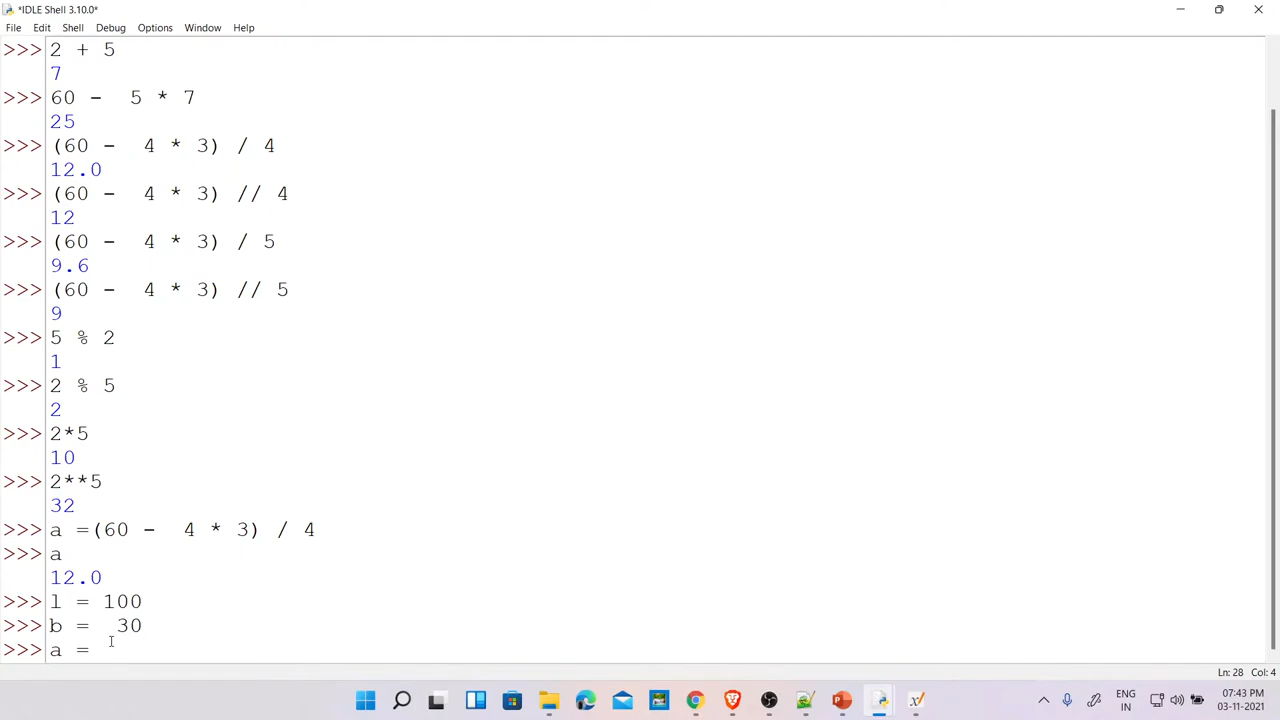 *IDLE Shell 3.10.0*
File Edit Shell Debug Options Window Help
>>> 2 + 5
7
>>> 60 -  5 * 7
25
>>> (60 -  4 * 3) / 4
12.0
>>> (60 -  4 * 3) // 4
12
>>> (60 -  4 * 3) / 5
9.6
>>> (60 -  4 * 3) // 5
9
>>> 5 % 2
1
>>> 2 % 5
2
>>> 2*5
10
>>> 2**5
32
>>> a =(60 -  4 * 3) / 4
>>> a
12.0
>>> l = 100
>>> b =  30
>>> a =
Ln: 28 Col: 4
ENG 07:43 PM
IN 03-11-2021